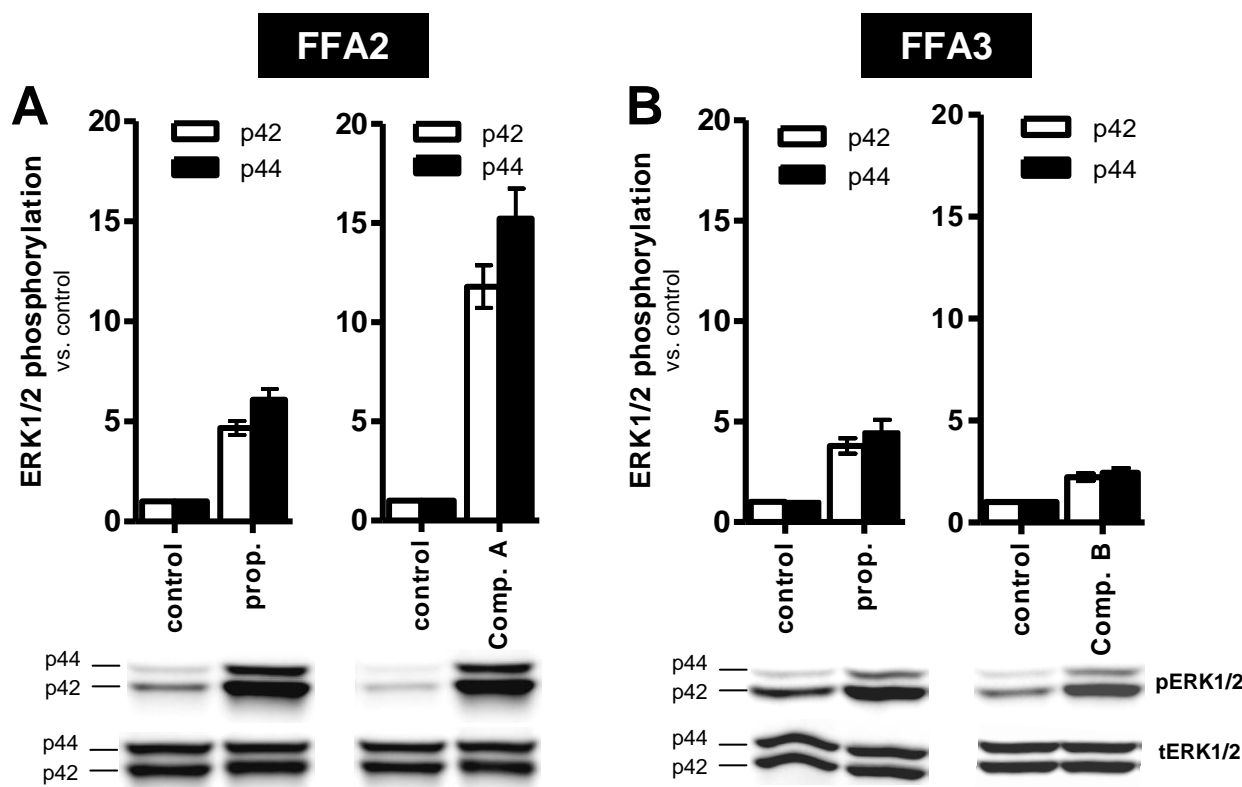 FFA2
FFA3
A
B
ERK1/2 phosphorylation
vs. control
20
15
10
5
0
p42
p44
control
prop.
20
15
10
5
0
p42
p44
control
Comp. A
ERK1/2 phosphorylation
vs. control
20
15
10
5
0
p42
p44
control
prop.
20
15
10
5
0
p42
p44
control
Comp. B
p44
p42
p44
p42
p44
p42
p44
p42
pERK1/2
tERK1/2